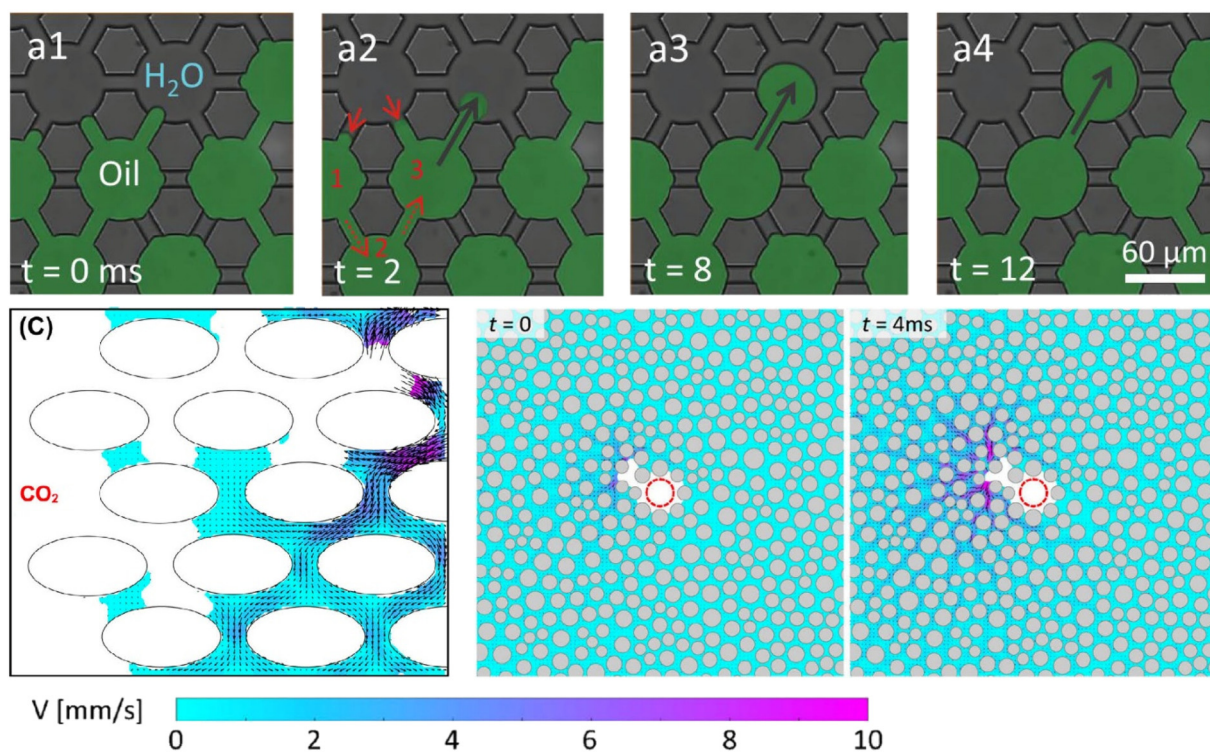 a1
H₂O
Oil
t = 0 ms
a2
1
3
2
t = 2
a3
t = 8
a4
60 μm
t = 12
(C)
CO₂
t = 0
t = 4ms
V [mm/s]
0 2 4 6 8 10